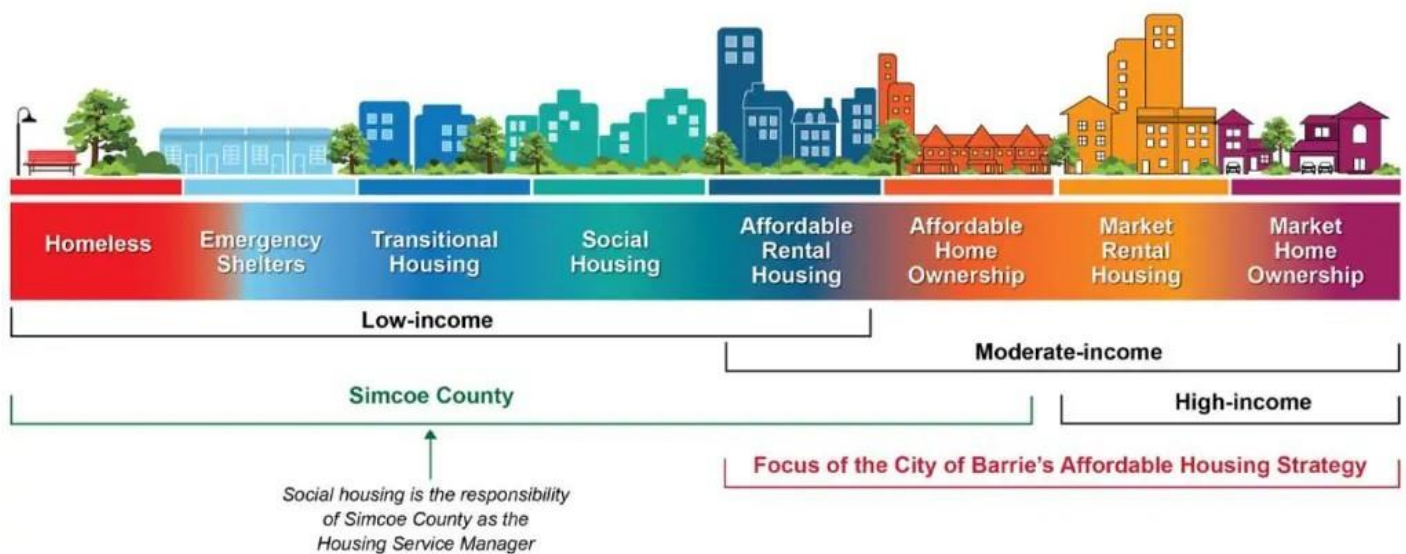 Homeless
Emergency
Shelters
Transitional
Housing
Social
Housing
Affordable
Rental
Housing
Affordable
Home
Ownership
Market
Rental
Housing
Market
Home
Ownership
Low-income
Moderate-income
Simcoe County
High-income
Focus of the City of Barrie's Affordable Housing Strategy
Social housing is the responsibility
of Simcoe County as the
Housing Service Manager